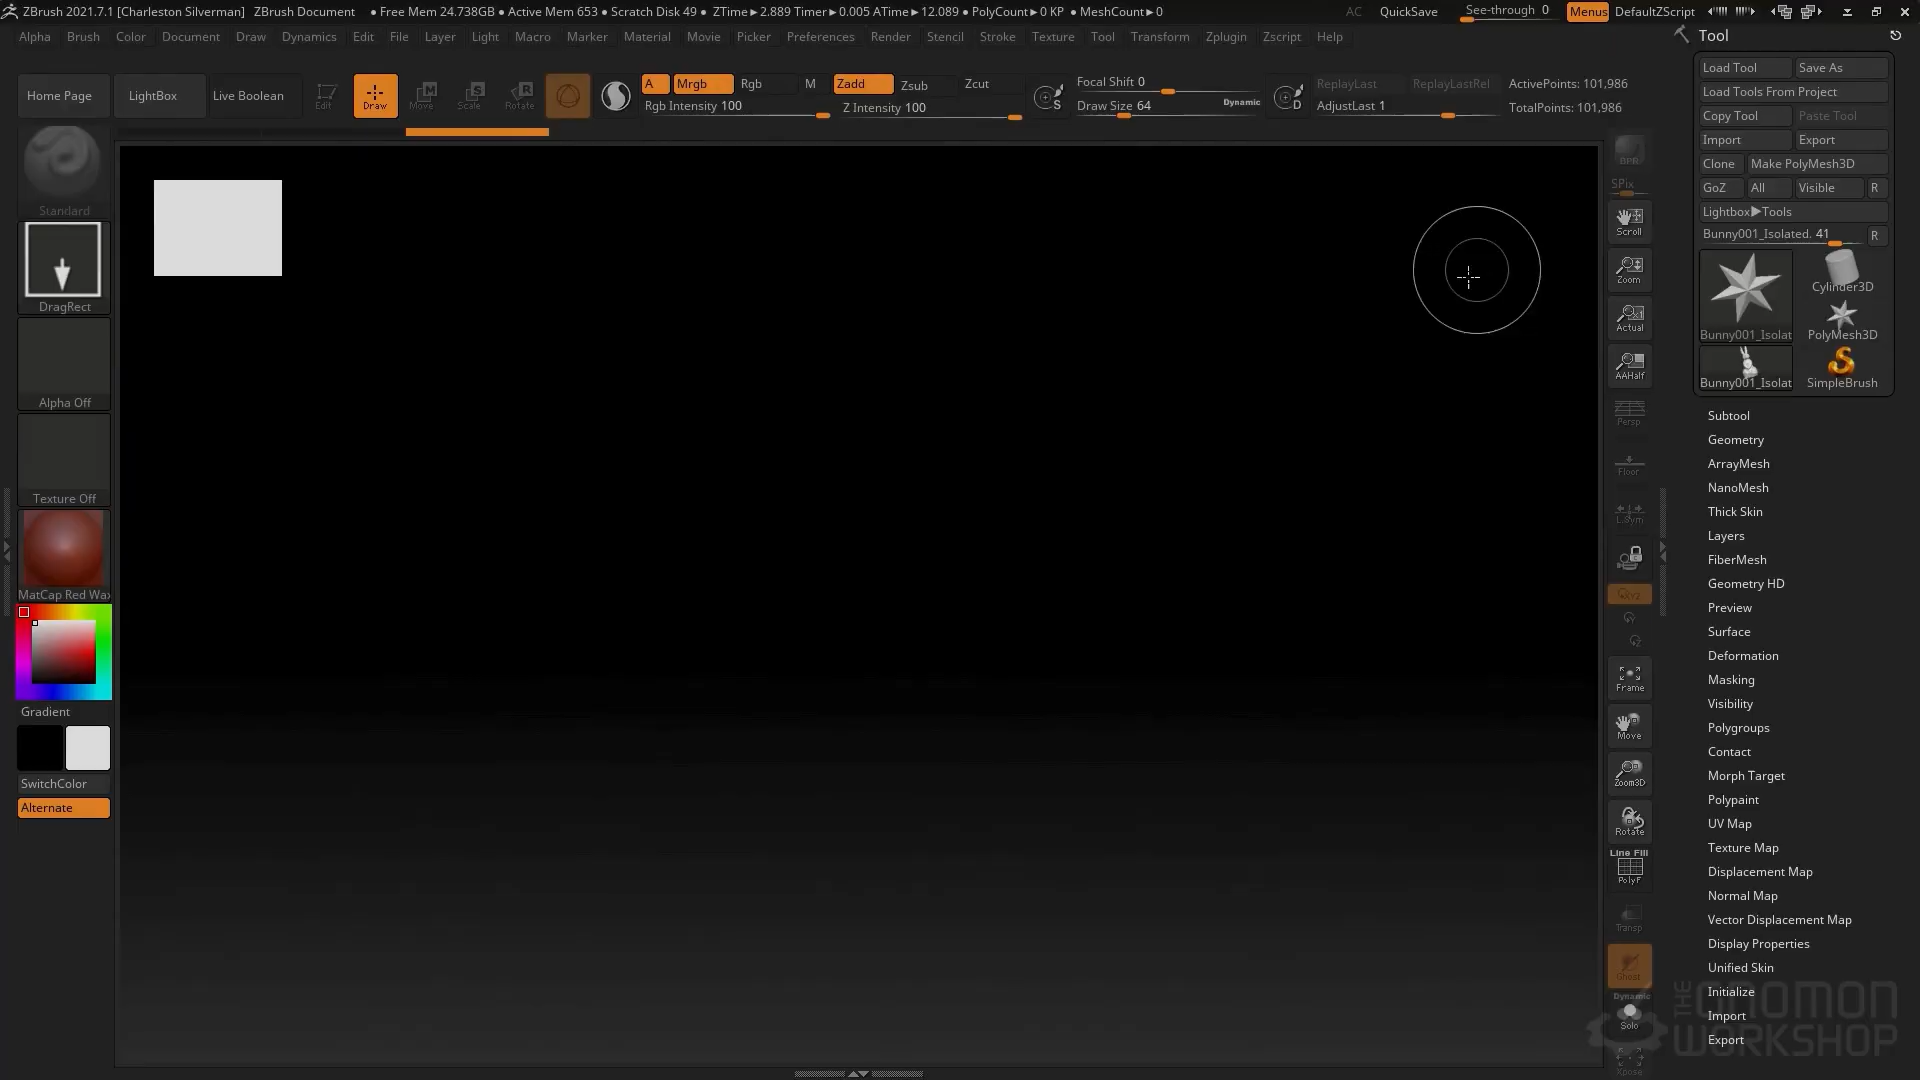 ZBrush 2021.7.1 [Charleston Silverman] ZBrush Document • Free Mem 24.738GB • Active Mem 653 • Scratch Disk 49 • ZTime▸2.889 Timer▸0.005 ATime▸12.089 • PolyCount▸0 KP • MeshCount▸0 AC QuickSave See-through 0 Menus DefaultZScript
Alpha Brush Color Document Draw Dynamics Edit File Layer Light Macro Marker Material Movie Picker Preferences Render Stencil Stroke Texture Tool Transform Zplugin Zscript Help
Home Page LightBox Live Boolean Edit Draw Move Scale Rotate
A Mrgb Rgb M Zadd Zsub Zcut
Rgb Intensity 100 Z Intensity 100
S Focal Shift 0
Draw Size 64 Dynamic
D ReplayLast ReplayLastRel
AdjustLast 1
ActivePoints: 101,986
TotalPoints: 101,986
Standard
DragRect
Alpha Off
Texture Off
MatCap Red Wax
Gradient
SwitchColor
Alternate
BPR
SPix
Scroll
Zoom
Actual
AAHalf
Persp
Floor
L.Sym
Xyz
Frame
Move
Zoom3D
Rotate
Line Fill
PolyF
Transp
Ghost
Dynamic
Solo
Xpose
Tool
Load Tool Save As
Load Tools From Project
Copy Tool Paste Tool
Import Export
Clone Make PolyMesh3D
GoZ All Visible R
Lightbox▸Tools
Bunny001_Isolated. 41 R
Bunny001_Isolat Cylinder3D
PolyMesh3D
Bunny001_Isolat SimpleBrush
Subtool
Geometry
ArrayMesh
NanoMesh
Thick Skin
Layers
FiberMesh
Geometry HD
Preview
Surface
Deformation
Masking
Visibility
Polygroups
Contact
Morph Target
Polypaint
UV Map
Texture Map
Displacement Map
Normal Map
Vector Displacement Map
Display Properties
Unified Skin
Initialize
Import
Export
THE GNOMON WORKSHOP